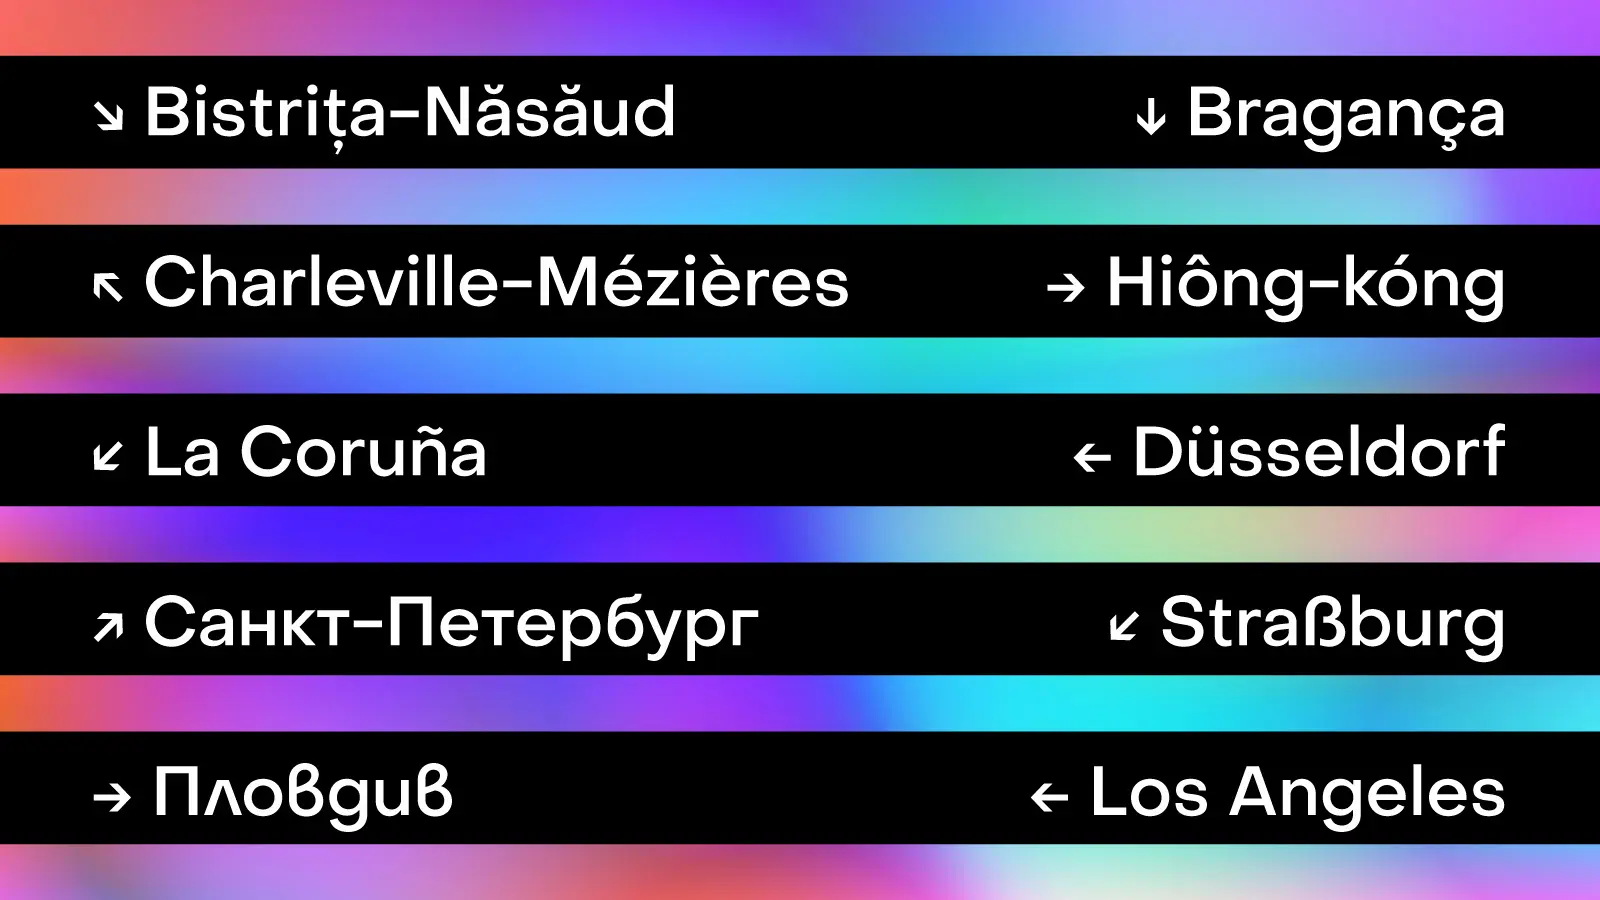 ↘ Bistrița-Năsăud
↓ Bragança
↖ Charleville-Mézières
→ Hiông-kóng
↙ La Coruña
← Düsseldorf
↗ Санкт-Петербург
↙ Straßburg
→ Пловдив
← Los Angeles